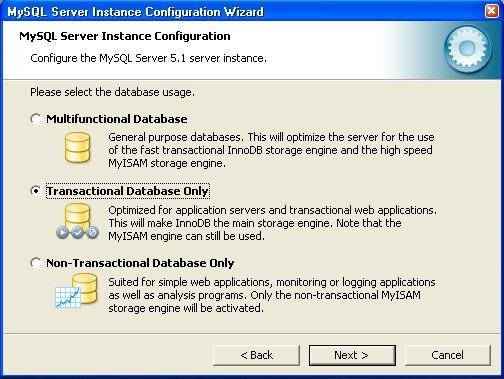 MySQL Server Instance Configuration Wizard
MySQL Server Instance Configuration
Configure the MySQL Server 5.1 server instance.
Please select the database usage.
Multifunctional Database
General purpose databases. This will optimize the server for the use
of the fast transactional InnoDB storage engine and the high speed
MyISAM storage engine.
Transactional Database Only
Optimized for application servers and transactional web applications.
This will make InnoDB the main storage engine. Note that the
MyISAM engine can still be used.
Non-Transactional Database Only
Suited for simple web applications, monitoring or logging applications
as well as analysis programs. Only the non-transactional MyISAM
storage engine will be activated.
< Back
Next >
Cancel